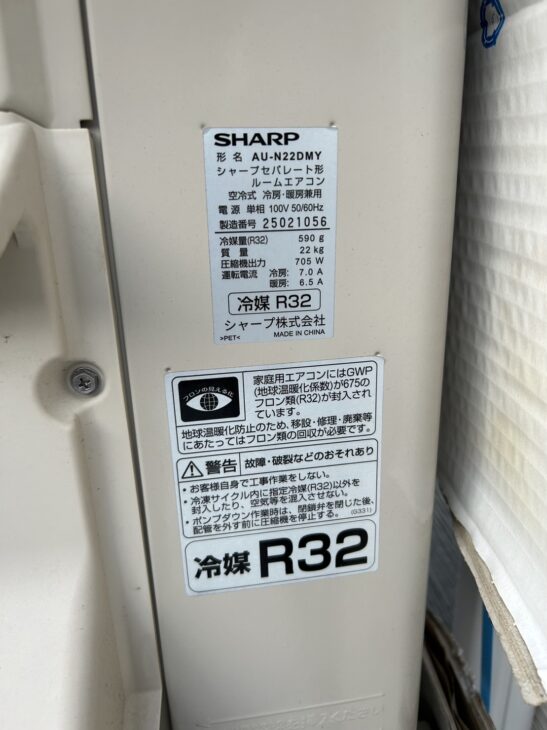 SHARP
形 名 AU-N22DMY
シャープセパレート形
ルームエアコン
空冷式 冷房・暖房兼用
電 源 単相 100V 50/60Hz
製造番号 25021056
冷媒量(R32) 590 g
質 量 22 kg
圧縮機出力 705 W
運転電流 冷房: 7.0 A
暖房: 6.5 A
冷媒 R32
シャープ株式会社
>PET< MADE IN CHINA
フロンの見える化
家庭用エアコンにはGWP
(地球温暖化係数)が675の
フロン類(R32)が封入され
ています。
地球温暖化防止のため、移設・修理・廃棄等
にあたってはフロン類の回収が必要です。
警告 故障・破裂などのおそれあり
・お客様自身で工事作業をしない。
・冷凍サイクル内に指定冷媒(R32)以外を
封入したり、空気等を混入させない。
・ポンプダウン作業時は、閉鎖弁を閉じた後、
配管を外す前に圧縮機を停止する。 (G331)
冷媒 R32